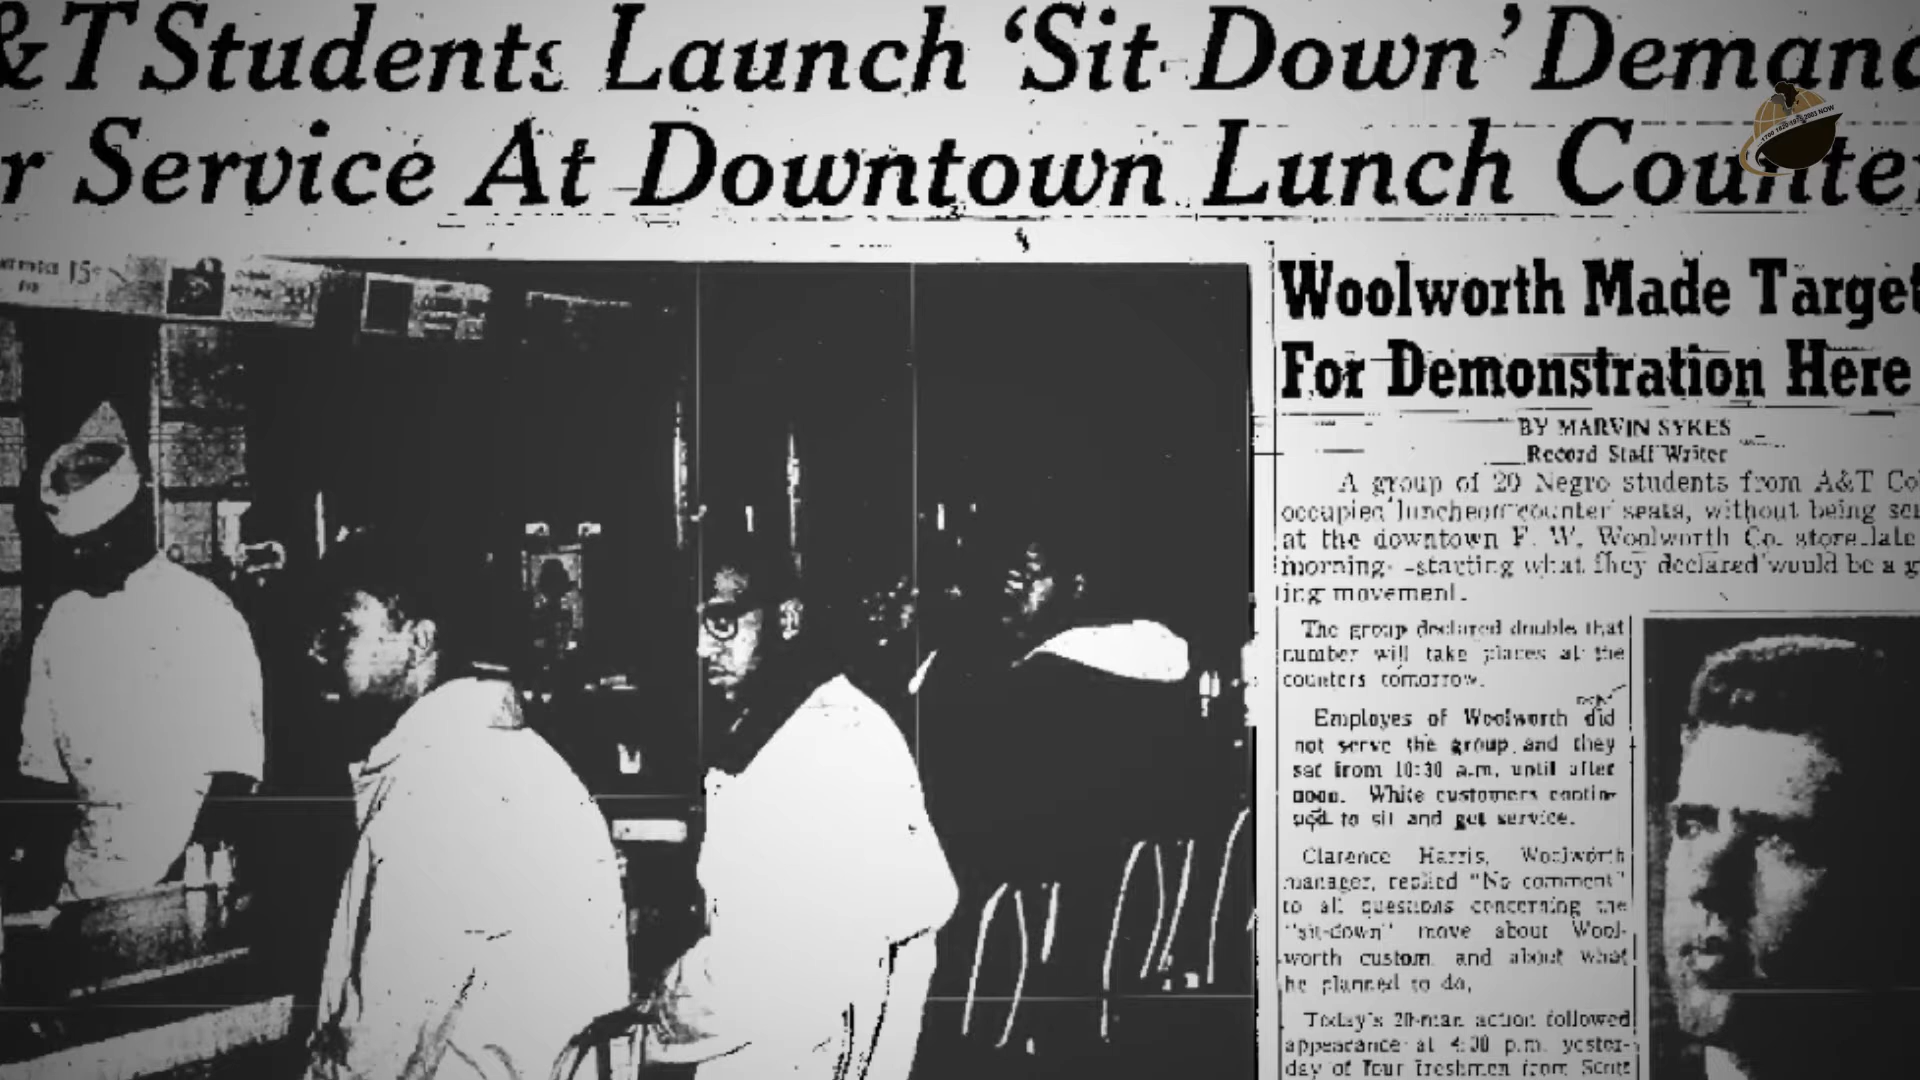 &T Students Launch ‘Sit-Down’ Demand
r Service At Downtown Lunch Counte
15¢
Woolworth Made Target
For Demonstration Here
BY MARVIN SYKES
Record Staff Writer
A group of 20 Negro students from A&T Co
occupied luncheon counter seats, without being
at the downtown F. W. Woolworth Co. store late
morning--starting what they declared would be a
ing movement.
The group declared double that
number will take places at the
counters tomorrow.
Employes of Woolworth did
not serve the group and they
sat from 10:30 a.m. until after
noon. White customers contin-
ued to sit and get service.
Clarence Harris, Woolworth
manager, replied “No comment”
to all questions concerning the
“sit-down” move about Wool-
worth custom and about what
he planned to do.
Today's 20-man action followed
appearance at 4:30 p.m. yester-
day of four freshmen from Scott